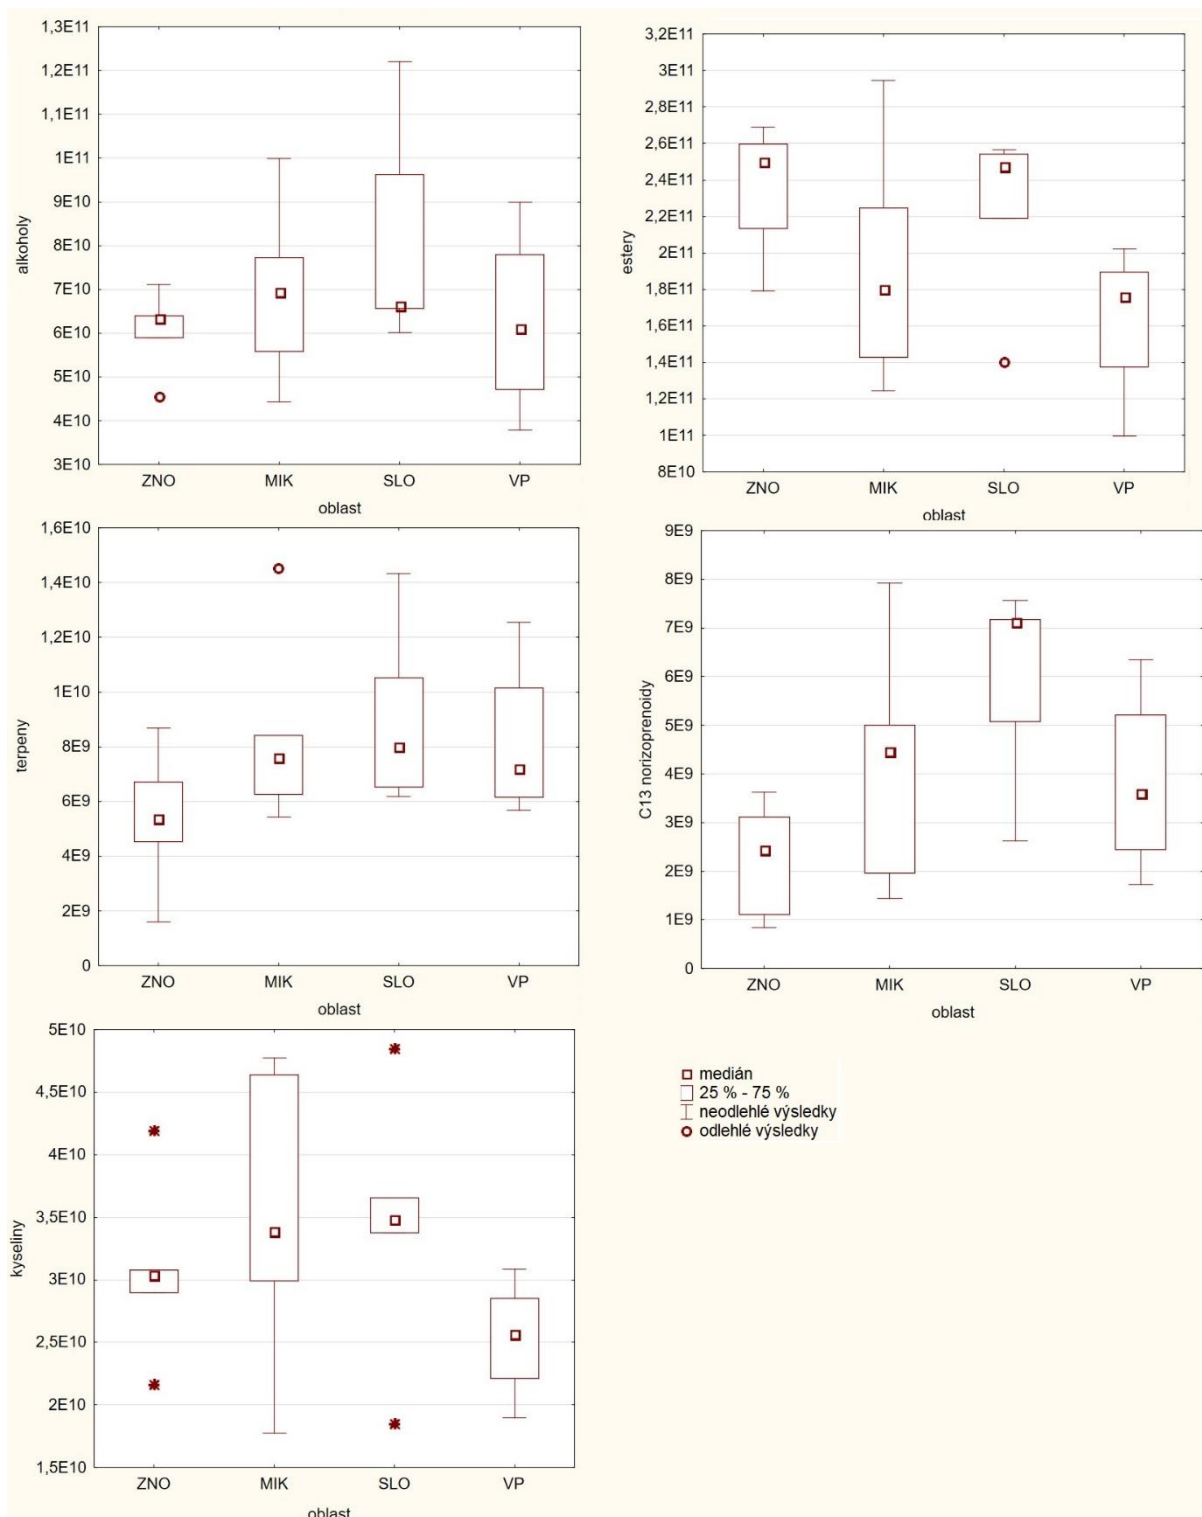 alkoholy
1,3E11
1,2E11
1,1E11
1E11
9E10
8E10
7E10
6E10
5E10
4E10
3E10
ZNO MIK SLO VP
oblast
estery
3,2E11
3E11
2,8E11
2,6E11
2,4E11
2,2E11
2E11
1,8E11
1,6E11
1,4E11
1,2E11
1E11
8E10
ZNO MIK SLO VP
oblast
terpeny
1,6E10
1,4E10
1,2E10
1E10
8E9
6E9
4E9
2E9
0
ZNO MIK SLO VP
oblast
C13 norizoprenoidy
9E9
8E9
7E9
6E9
5E9
4E9
3E9
2E9
1E9
0
ZNO MIK SLO VP
oblast
kyseliny
5E10
4,5E10
4E10
3,5E10
3E10
2,5E10
2E10
1,5E10
ZNO MIK SLO VP
oblast
medián
25 % - 75 %
neodlehlé výsledky
odlehlé výsledky